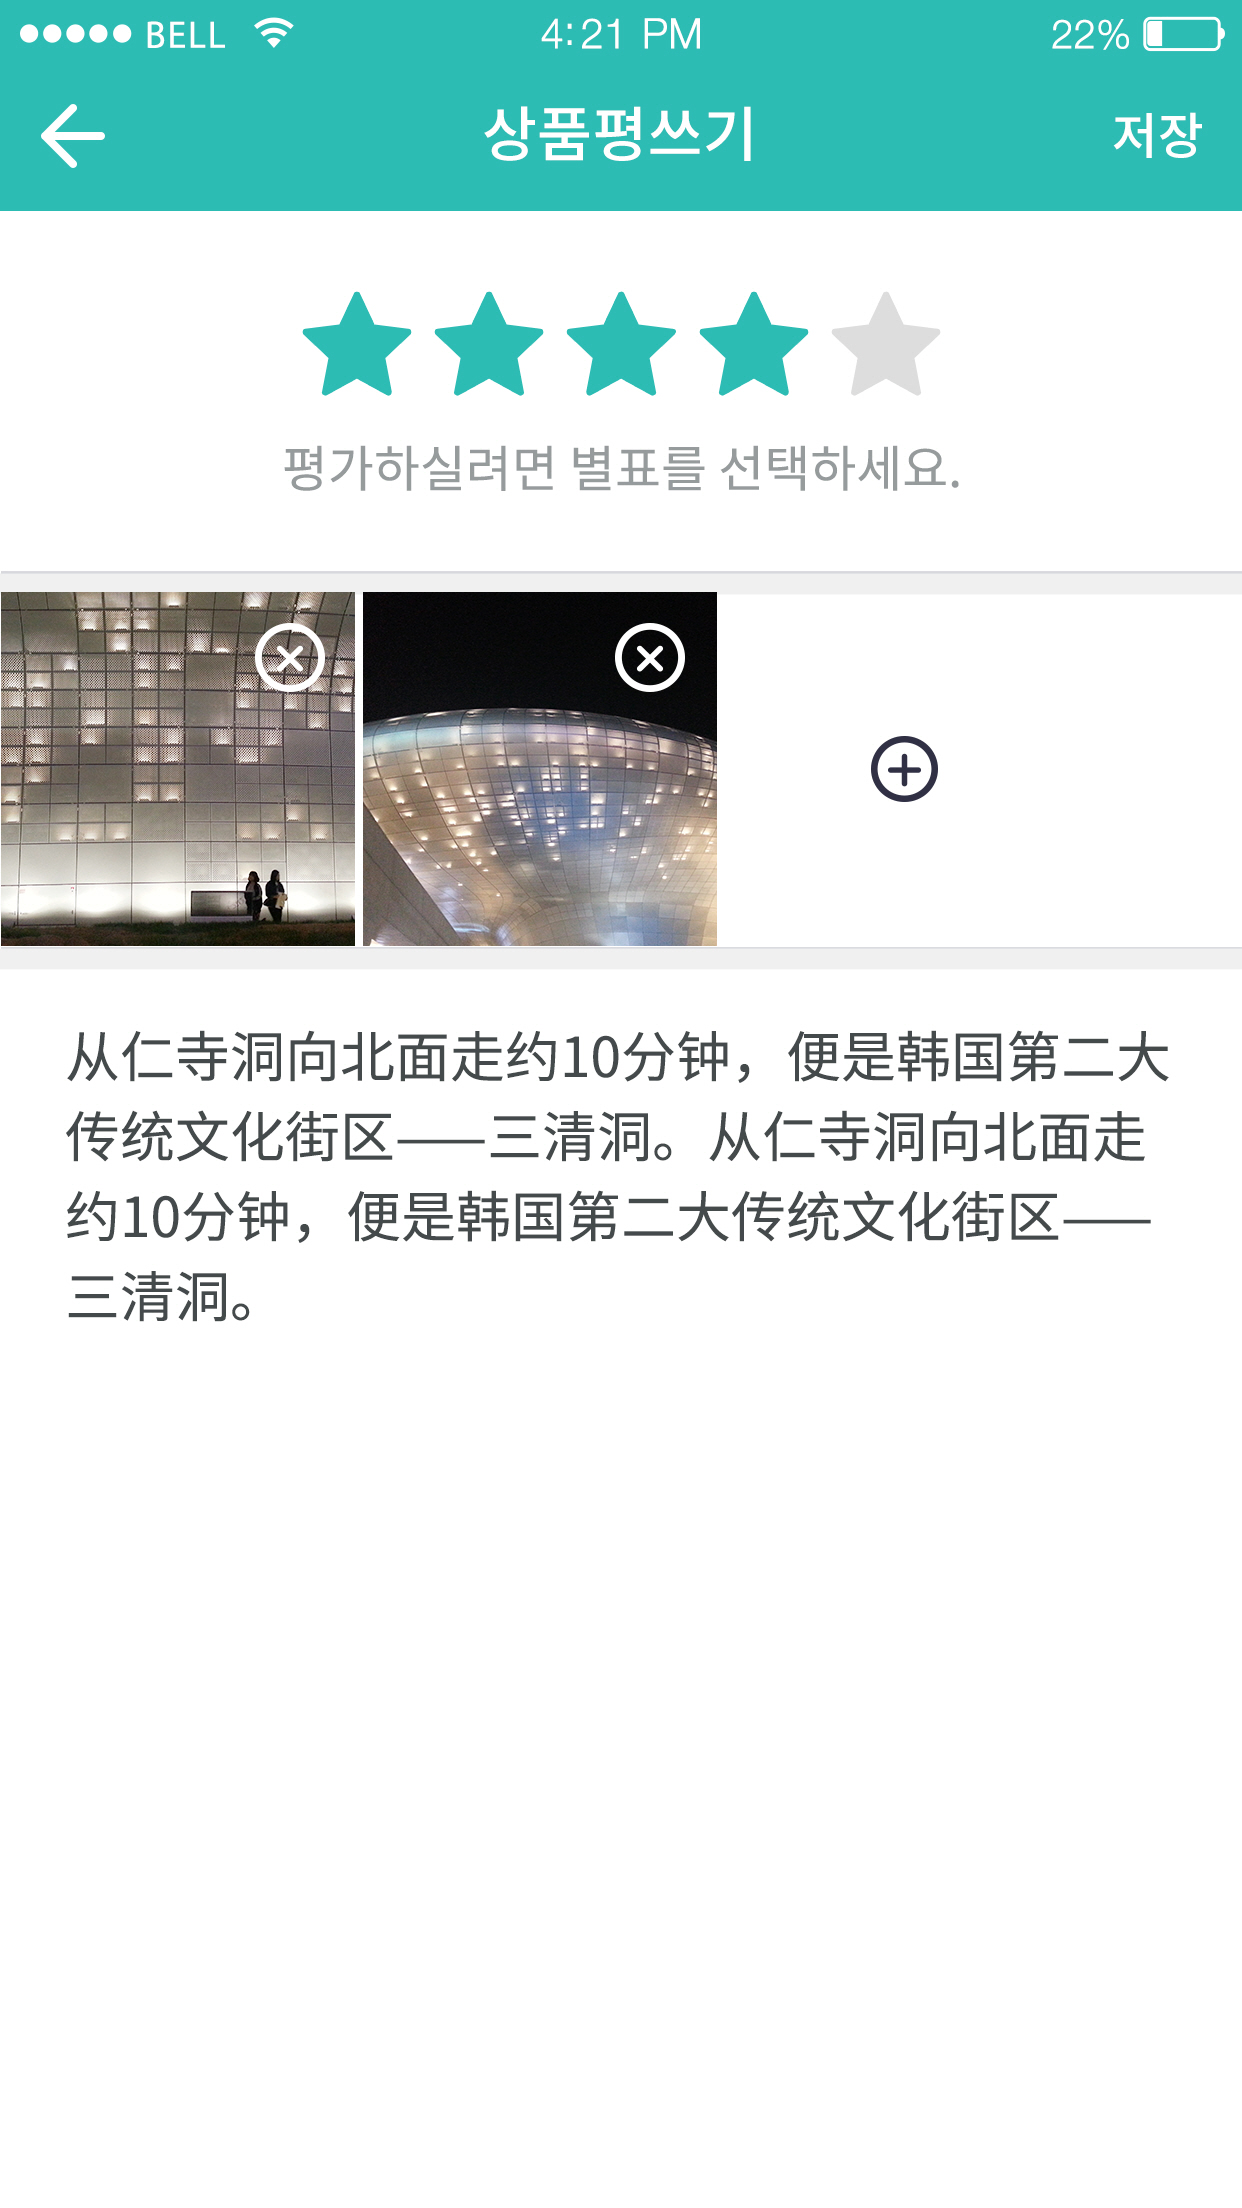 BELL 4:21 PM 22%
상품평쓰기 저장
평가하실려면 별표를 선택하세요.
从仁寺洞向北面走约10分钟，便是韩国第二大
传统文化街区——三清洞。从仁寺洞向北面走
约10分钟，便是韩国第二大传统文化街区——
三清洞。